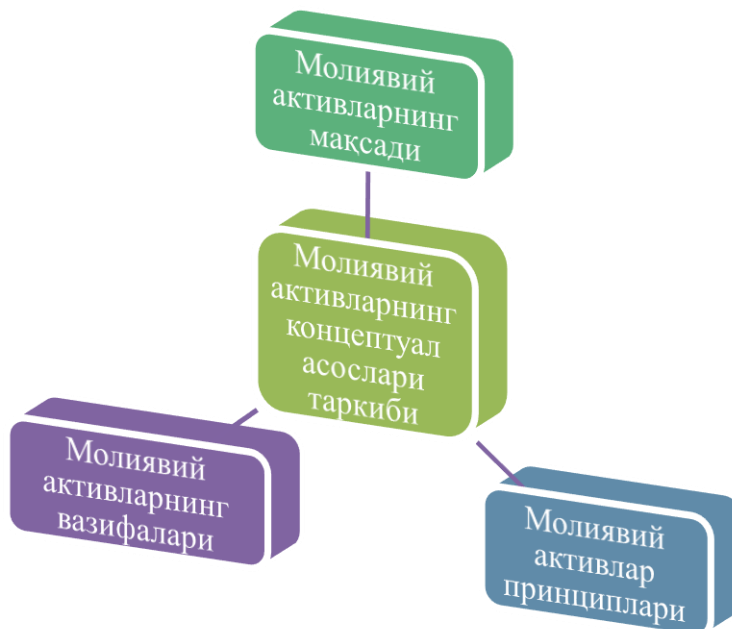 Молиявий
активларнинг
мақсади
Молиявий
активларнинг
концептуал
асослари
таркиби
Молиявий
активларнинг
вазифалари
Молиявий
активлар
принциплари